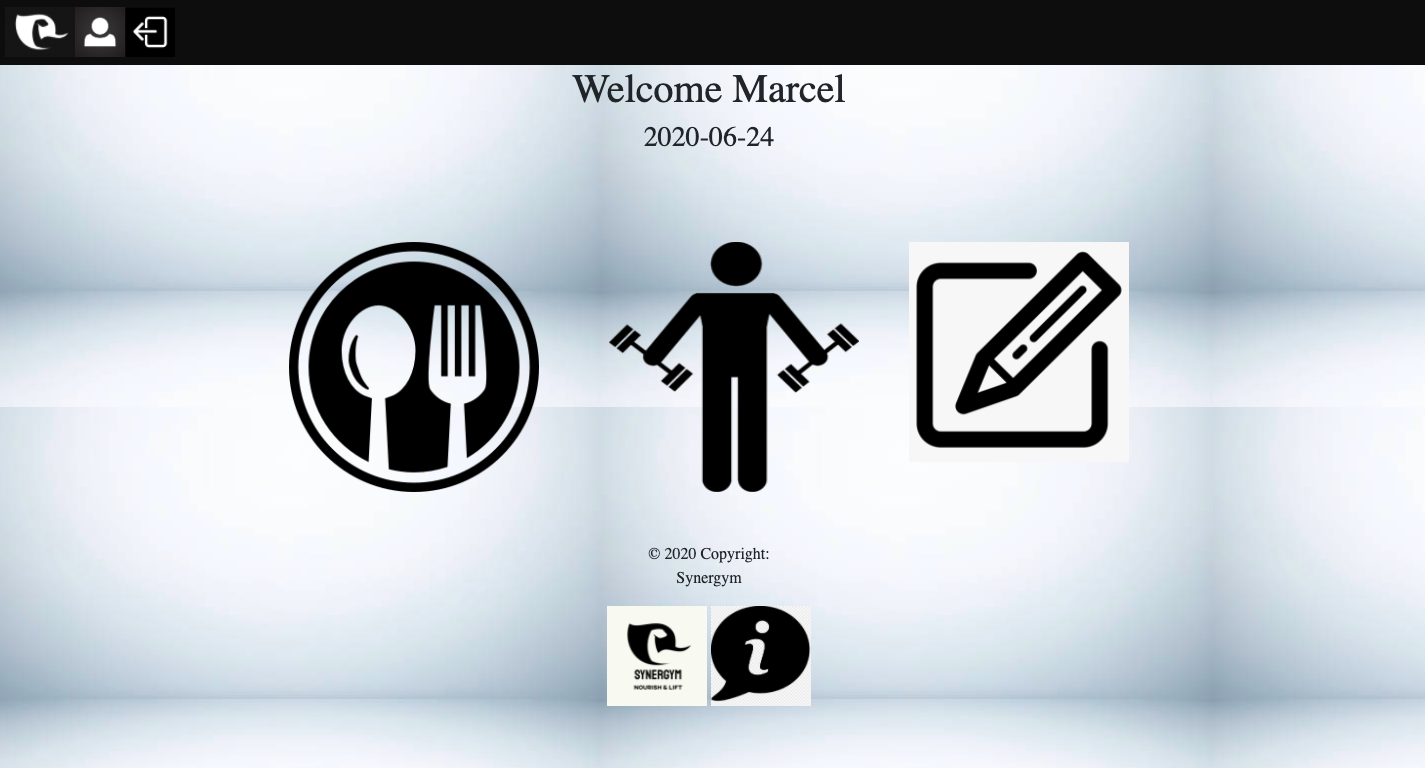 Welcome Marcel
2020-06-24
© 2020 Copyright:
Synergym
SYNERGYM
NOURISH & LIFT
i